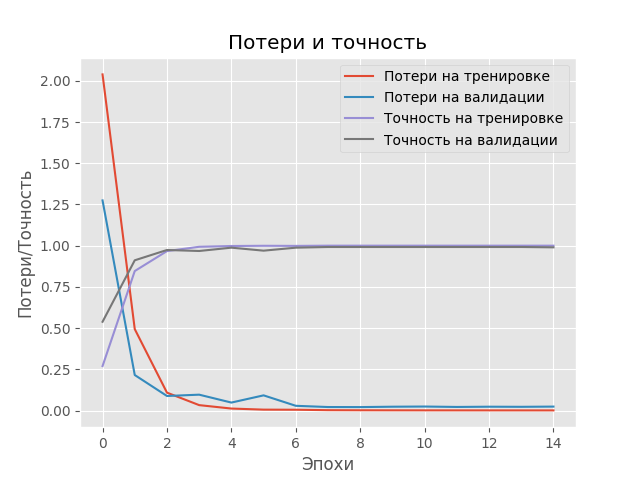 Потери и точность
Потери на тренировке
Потери на валидации
Точность на тренировке
Точность на валидации
Потери/Точность
2.00
1.75
1.50
1.25
1.00
0.75
0.50
0.25
0.00
0 2 4 6 8 10 12 14
Эпохи